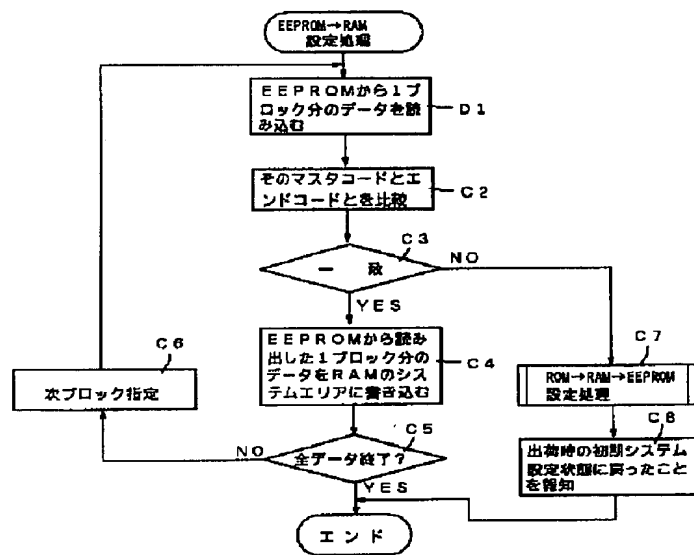 EEPROM→RAM
設定処理
EEPROMから1ブ
ロック分のデータを読
み込む
D1
そのマスタコードとエ
ンドコードとを比較
C2
C3
一 致
NO
YES
EEPROMから読み
出した1ブロック分の
データをRAMのシス
テムエリアに書き込む
C4
C6
次ブロック指定
C7
ROM→RAM→EEPROM
設定処理
C8
出荷時の初期システム
設定状態に戻ったこと
を報知
C5
NO
全データ終了?
YES
エンド